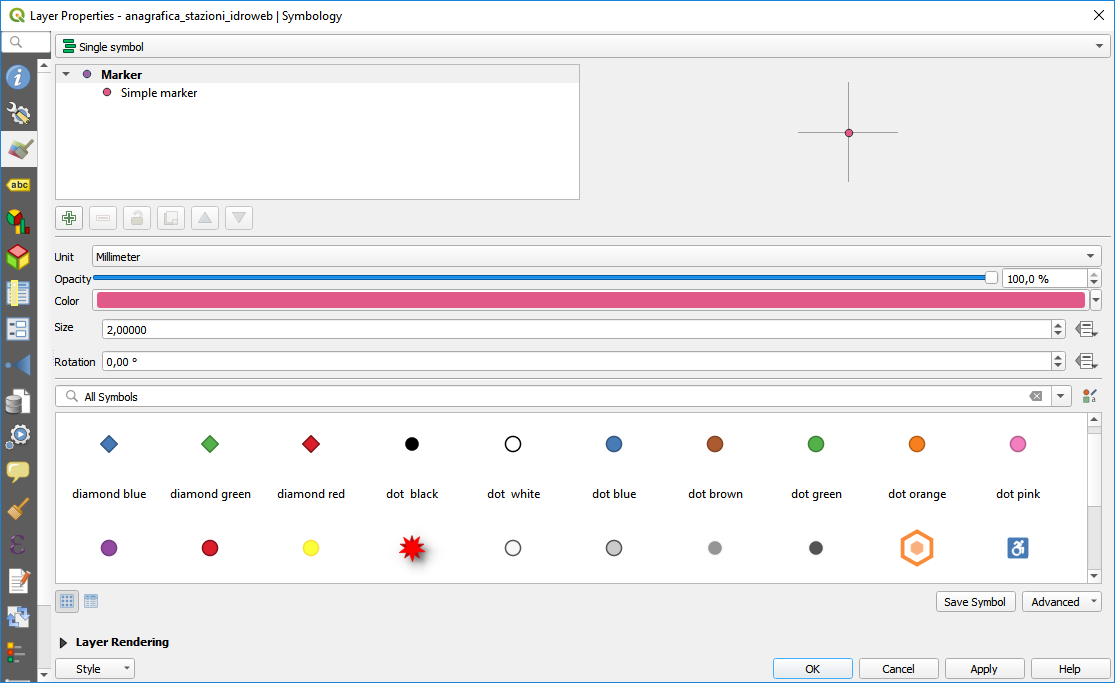 Layer Properties - anagrafica_stazioni_idroweb | Symbology
Single symbol
Marker
Simple marker
abc
Unit Millimeter
Opacity 100,0 %
Color
Size 2,00000
Rotation 0,00 °
All Symbols
diamond blue diamond green diamond red dot  black dot  white dot blue dot brown dot green dot orange dot pink
Save Symbol Advanced
Layer Rendering
Style OK Cancel Apply Help